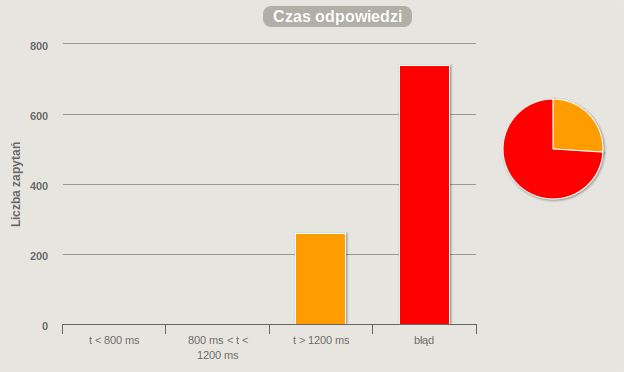 Czas odpowiedzi
800
600
400
200
0
Liczba zapytań
t < 800 ms
800 ms < t <
1200 ms
t > 1200 ms
błąd